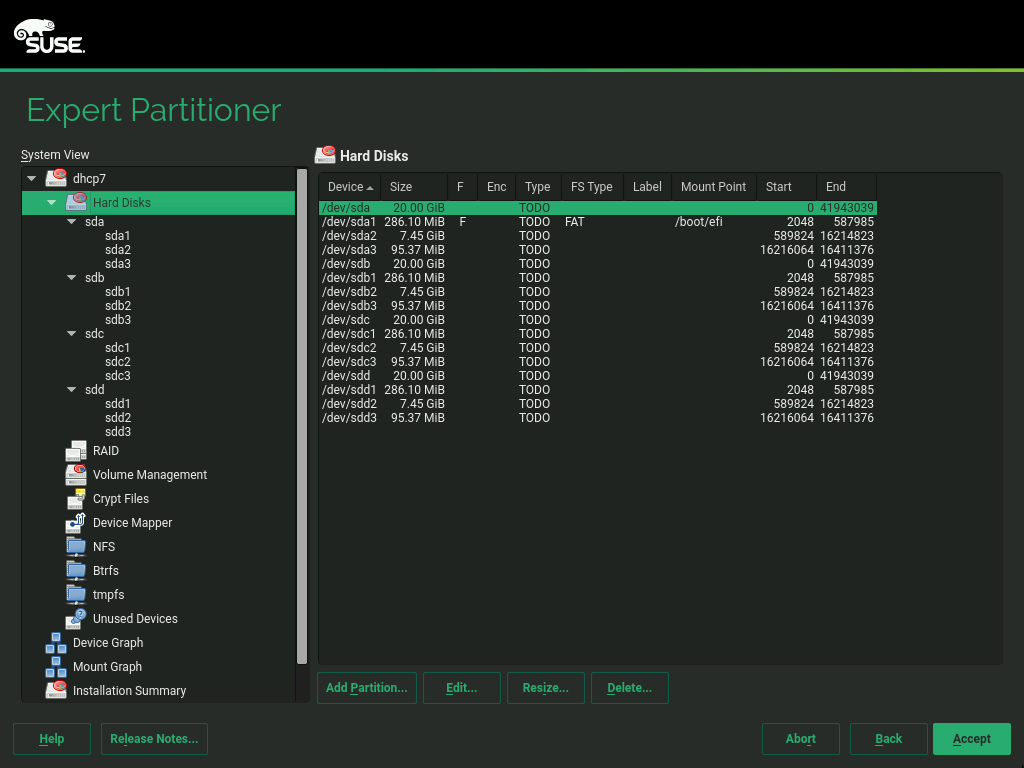 SUSE.
Expert Partitioner
System View
dhcp7
Hard Disks
sda
sda1
sda2
sda3
sdb
sdb1
sdb2
sdb3
sdc
sdc1
sdc2
sdc3
sdd
sdd1
sdd2
sdd3
RAID
Volume Management
Crypt Files
Device Mapper
NFS
Btrfs
tmpfs
Unused Devices
Device Graph
Mount Graph
Installation Summary
Hard Disks
Device Size F Enc Type FS Type Label Mount Point Start End
/dev/sda 20.00 GiB TODO 0 41943039
/dev/sda1 286.10 MiB F TODO FAT /boot/efi 2048 587985
/dev/sda2 7.45 GiB TODO 589824 16214823
/dev/sda3 95.37 MiB TODO 16216064 16411376
/dev/sdb 20.00 GiB TODO 0 41943039
/dev/sdb1 286.10 MiB TODO 2048 587985
/dev/sdb2 7.45 GiB TODO 589824 16214823
/dev/sdb3 95.37 MiB TODO 16216064 16411376
/dev/sdc 20.00 GiB TODO 0 41943039
/dev/sdc1 286.10 MiB TODO 2048 587985
/dev/sdc2 7.45 GiB TODO 589824 16214823
/dev/sdc3 95.37 MiB TODO 16216064 16411376
/dev/sdd 20.00 GiB TODO 0 41943039
/dev/sdd1 286.10 MiB TODO 2048 587985
/dev/sdd2 7.45 GiB TODO 589824 16214823
/dev/sdd3 95.37 MiB TODO 16216064 16411376
Add Partition... Edit... Resize... Delete...
Help Release Notes... Abort Back Accept